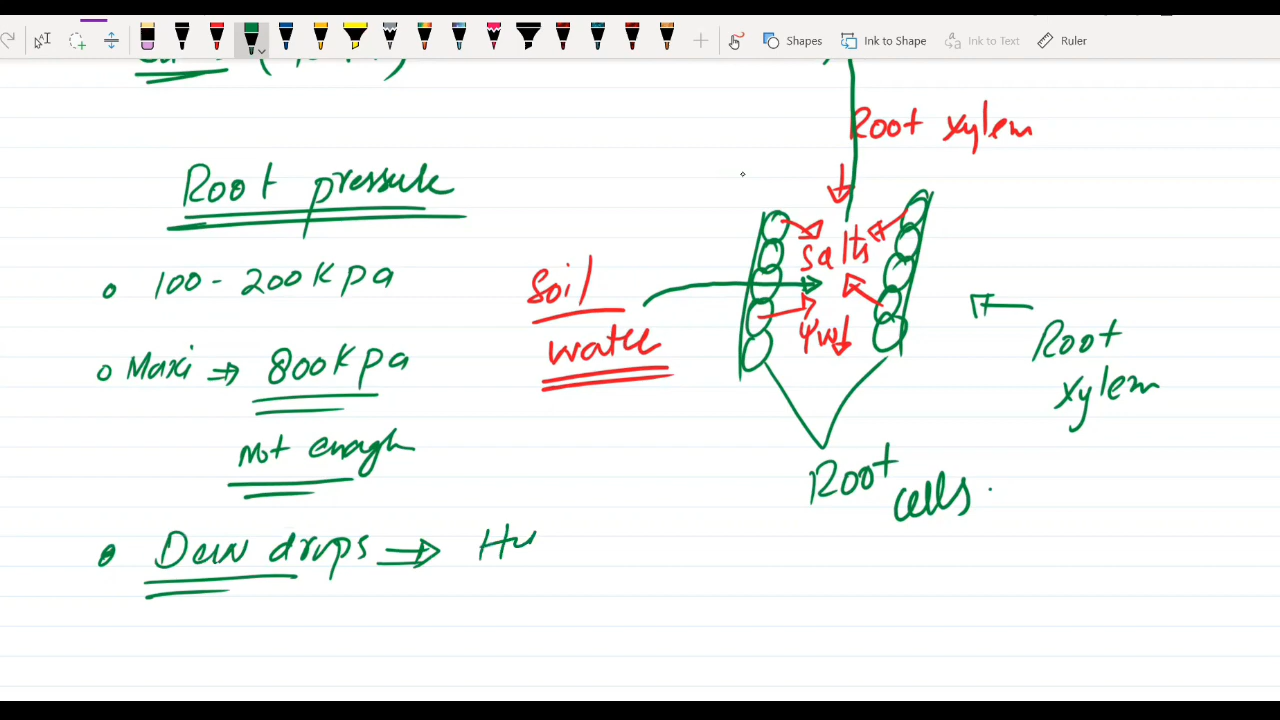 Shapes
Ink to Shape
Ink to Text
Ruler
Root xylem
Root pressure
100 - 200 KPa
Maxi ⇒ 800 KPa
not enough
Dew drops ⇒ Hu
Soil
water
salts
ψw↓
Root
xylem
Root
cells.